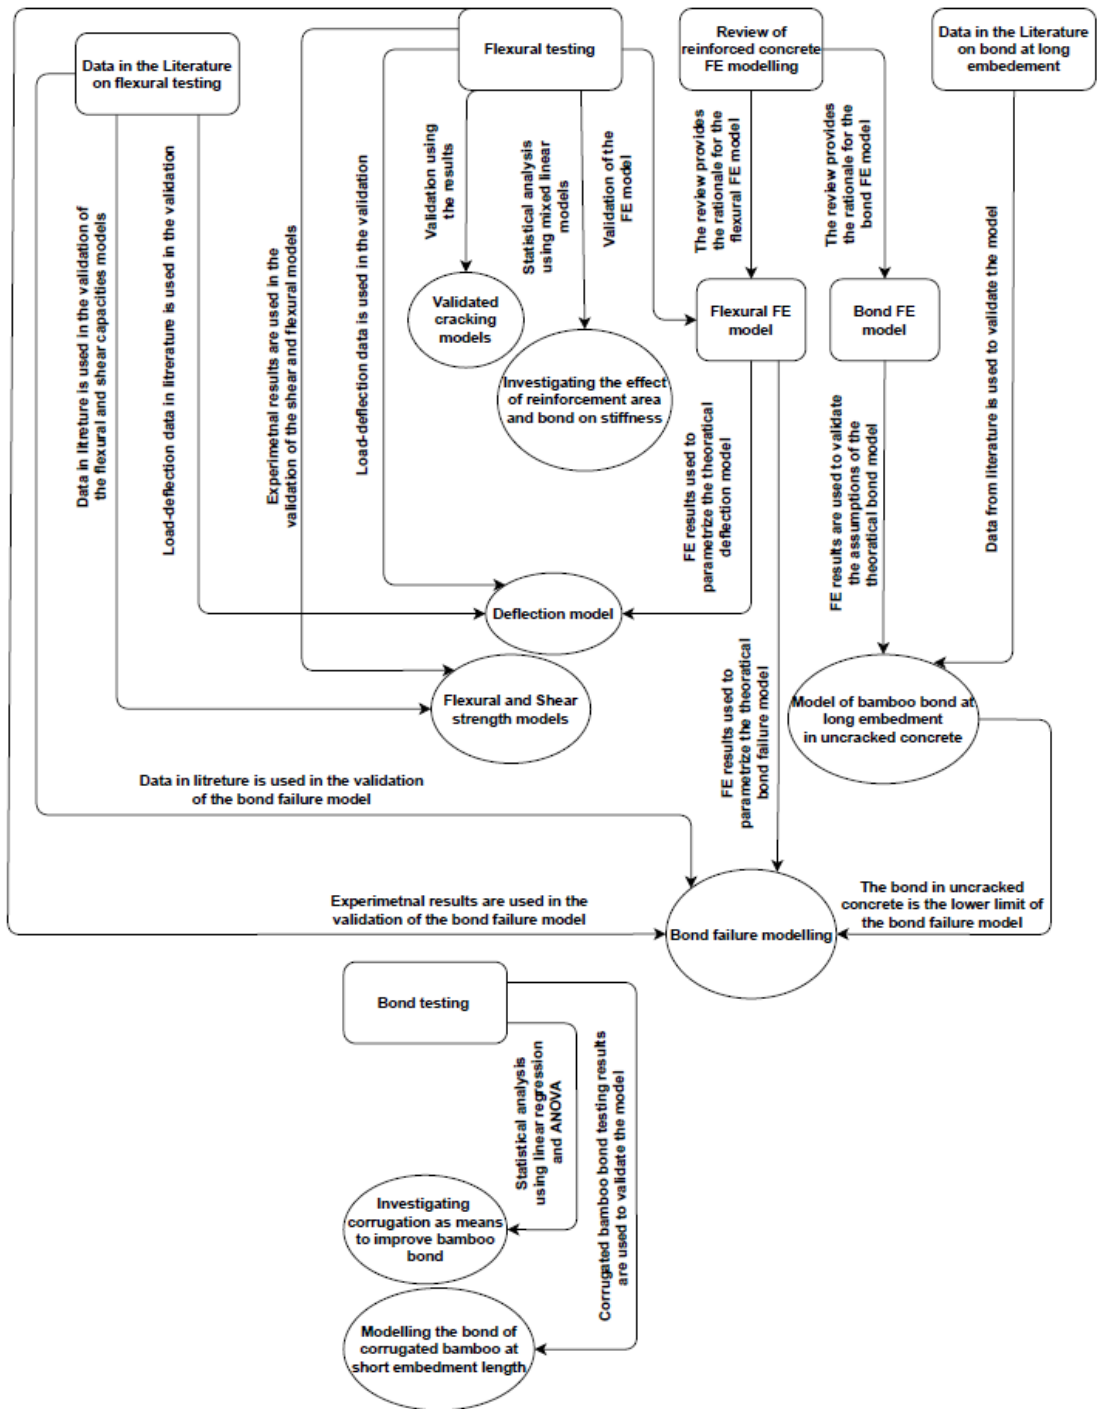 Data in the Literature
on flexural testing
Flexural testing
Review of
reinforced concrete
FE modelling
Data in the Literature
on bond at long
embedement
Data in litreture is used in the validation of
the flexural and shear capacities models
Load-deflection data in litrerature is used in the validation
Experimetnal results are used in the
validation of the shear and flexural models
Load-deflection data is used in the validation
Validation using
the results
Statistical analysis
using mixed linear
models
Validation of the
FE model
The review provides
the rationale for the
flexural FE model
The review provides
the rationale for the
bond FE model
Data from literature is used to validate the model
Validated
cracking
models
Investigating the effect
of reinforcement area
and bond on stiffness
Flexural FE
model
Bond FE
model
FE results used to
parametrize the theoratical
deflection model
FE results are used to validate
the assumptions of the
theoratical bond model
Deflection model
Flexural and Shear
strength models
FE results used to
parametrize the theoratical
bond failure model
Model of bamboo bond at
long embedment
in uncracked concrete
Data in litreture is used in the validation
of the bond failure model
Experimetnal results are used in the
validation of the bond failure model
Bond failure modelling
The bond in uncracked
concrete is the lower limit of
the bond failure model
Bond testing
Statistical analysis
using linear regression
and ANOVA
Corrugated bamboo bond testing results
are used to validate the model
Investigating
corrugation as means
to improve bamboo
bond
Modelling the bond of
corrugated bamboo at
short embedment length